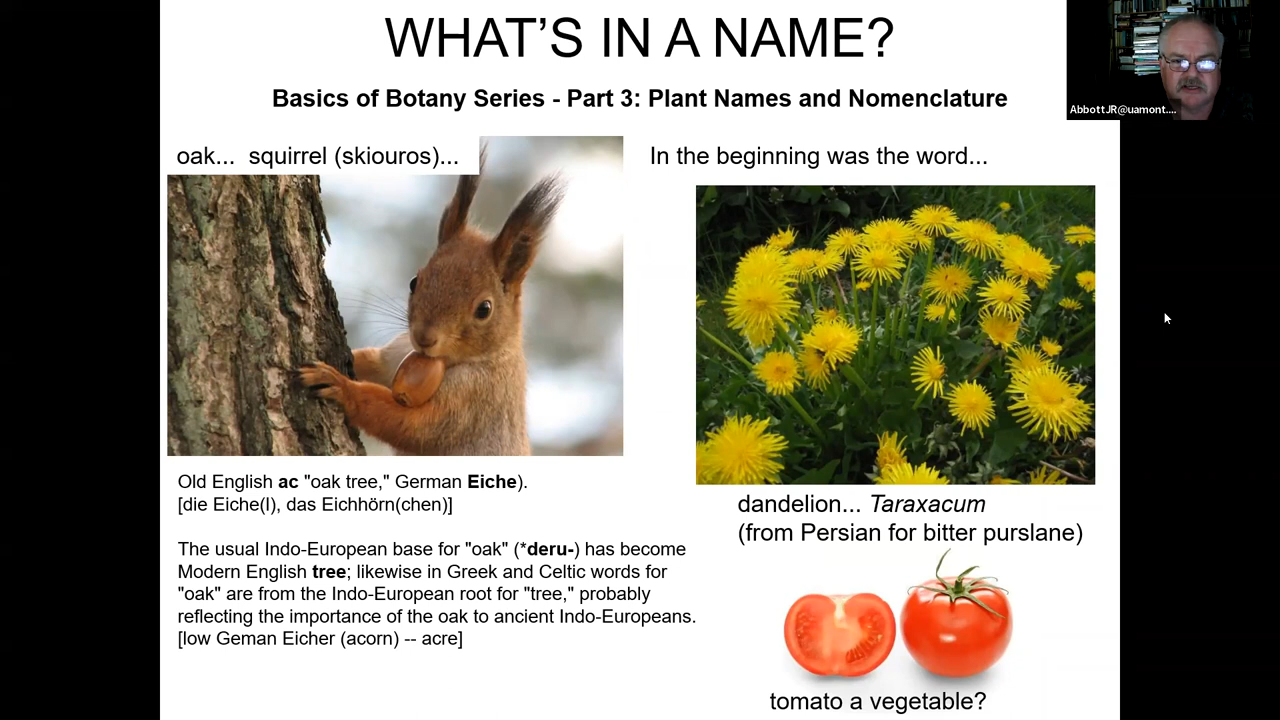 WHAT'S IN A NAME?
Basics of Botany Series - Part 3: Plant Names and Nomenclature
AbbottJR@uamont....
oak... squirrel (skiouros)...
In the beginning was the word...
Old English ac "oak tree," German Eiche).
[die Eiche(l), das Eichhörn(chen)]
The usual Indo-European base for "oak" (*deru-) has become
Modern English tree; likewise in Greek and Celtic words for
"oak" are from the Indo-European root for "tree," probably
reflecting the importance of the oak to ancient Indo-Europeans.
[low Geman Eicher (acorn) -- acre]
dandelion... Taraxacum
(from Persian for bitter purslane)
tomato a vegetable?